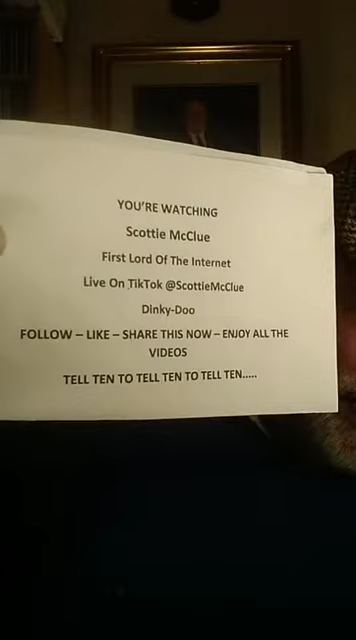 YOU'RE WATCHING
Scottie McClue
First Lord Of The Internet
Live On TikTok @ScottieMcClue
Dinky-Doo
FOLLOW – LIKE – SHARE THIS NOW – ENJOY ALL THE
VIDEOS
TELL TEN TO TELL TEN TO TELL TEN.....